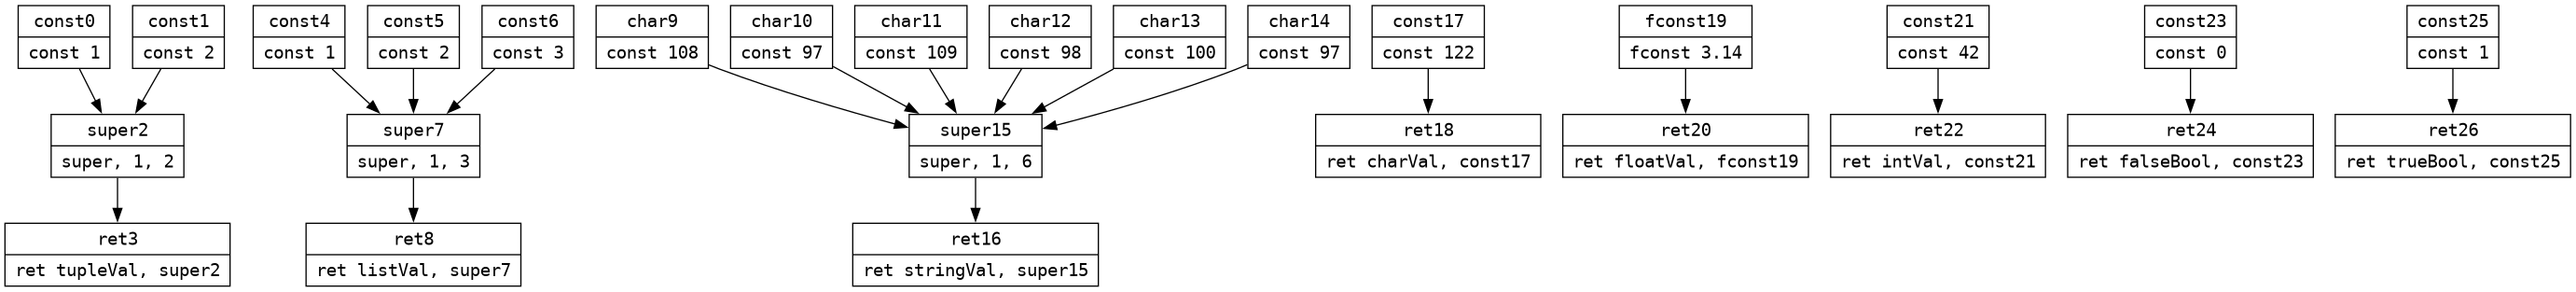 const0
const 1
const1
const 2
const4
const 1
const5
const 2
const6
const 3
char9
const 108
char10
const 97
char11
const 109
char12
const 98
char13
const 100
char14
const 97
const17
const 122
fconst19
fconst 3.14
const21
const 42
const23
const 0
const25
const 1
super2
super, 1, 2
super7
super, 1, 3
super15
super, 1, 6
ret18
ret charVal, const17
ret20
ret floatVal, fconst19
ret22
ret intVal, const21
ret24
ret falseBool, const23
ret26
ret trueBool, const25
ret3
ret tupleVal, super2
ret8
ret listVal, super7
ret16
ret stringVal, super15